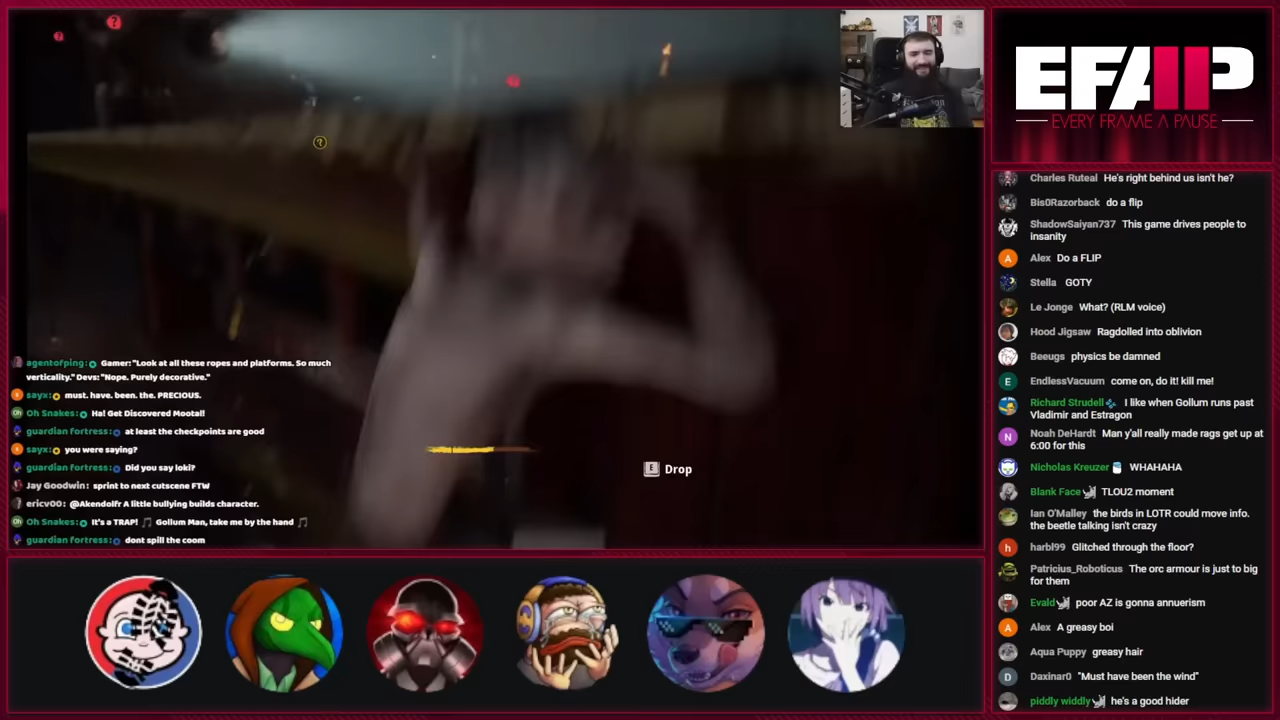 agentofping: Gamer: "Look at all these ropes and platforms. So much
verticality." Devs: "Nope. Purely decorative."
sayx: must. have. been. the. PRECIOUS.
Oh Snakes: Ha! Get Discovered Moota!!
guardian fortress: at least the checkpoints are good
sayx: you were saying?
guardian fortress: Did you say loki?
Jay Goodwin: sprint to next cutscene FTW
ericv00: @Akendolfr A little bullying builds character.
Oh Snakes: It's a TRAP! 🎵 Gollum Man, take me by the hand 🎵
guardian fortress: dont spill the coom
E Drop
EFAP
EVERY FRAME A PAUSE
Charles Ruteal He's right behind us isn't he?
Bis0Razorback do a flip
ShadowSaiyan737 This game drives people to
insanity
A Alex Do a FLIP
Stella GOTY
Le Jonge What? (RLM voice)
Hood Jigsaw Ragdolled into oblivion
Beeugs physics be damned
E EndlessVacuum come on, do it! kill me!
Richard Strudell I like when Gollum runs past
Vladimir and Estragon
N Noah DeHardt Man y'all really made rags get up at
6:00 for this
Nicholas Kreuzer WHAHAHA
Blank Face TLOU2 moment
Ian O'Malley the birds in LOTR could move info.
the beetle talking isn't crazy
h harbl99 Glitched through the floor?
Patricius_Roboticus The orc armour is just to big
for them
Evald poor AZ is gonna annuerism
A Alex A greasy boi
Aqua Puppy greasy hair
D Daxinar0 "Must have been the wind"
piddly widdly he's a good hider